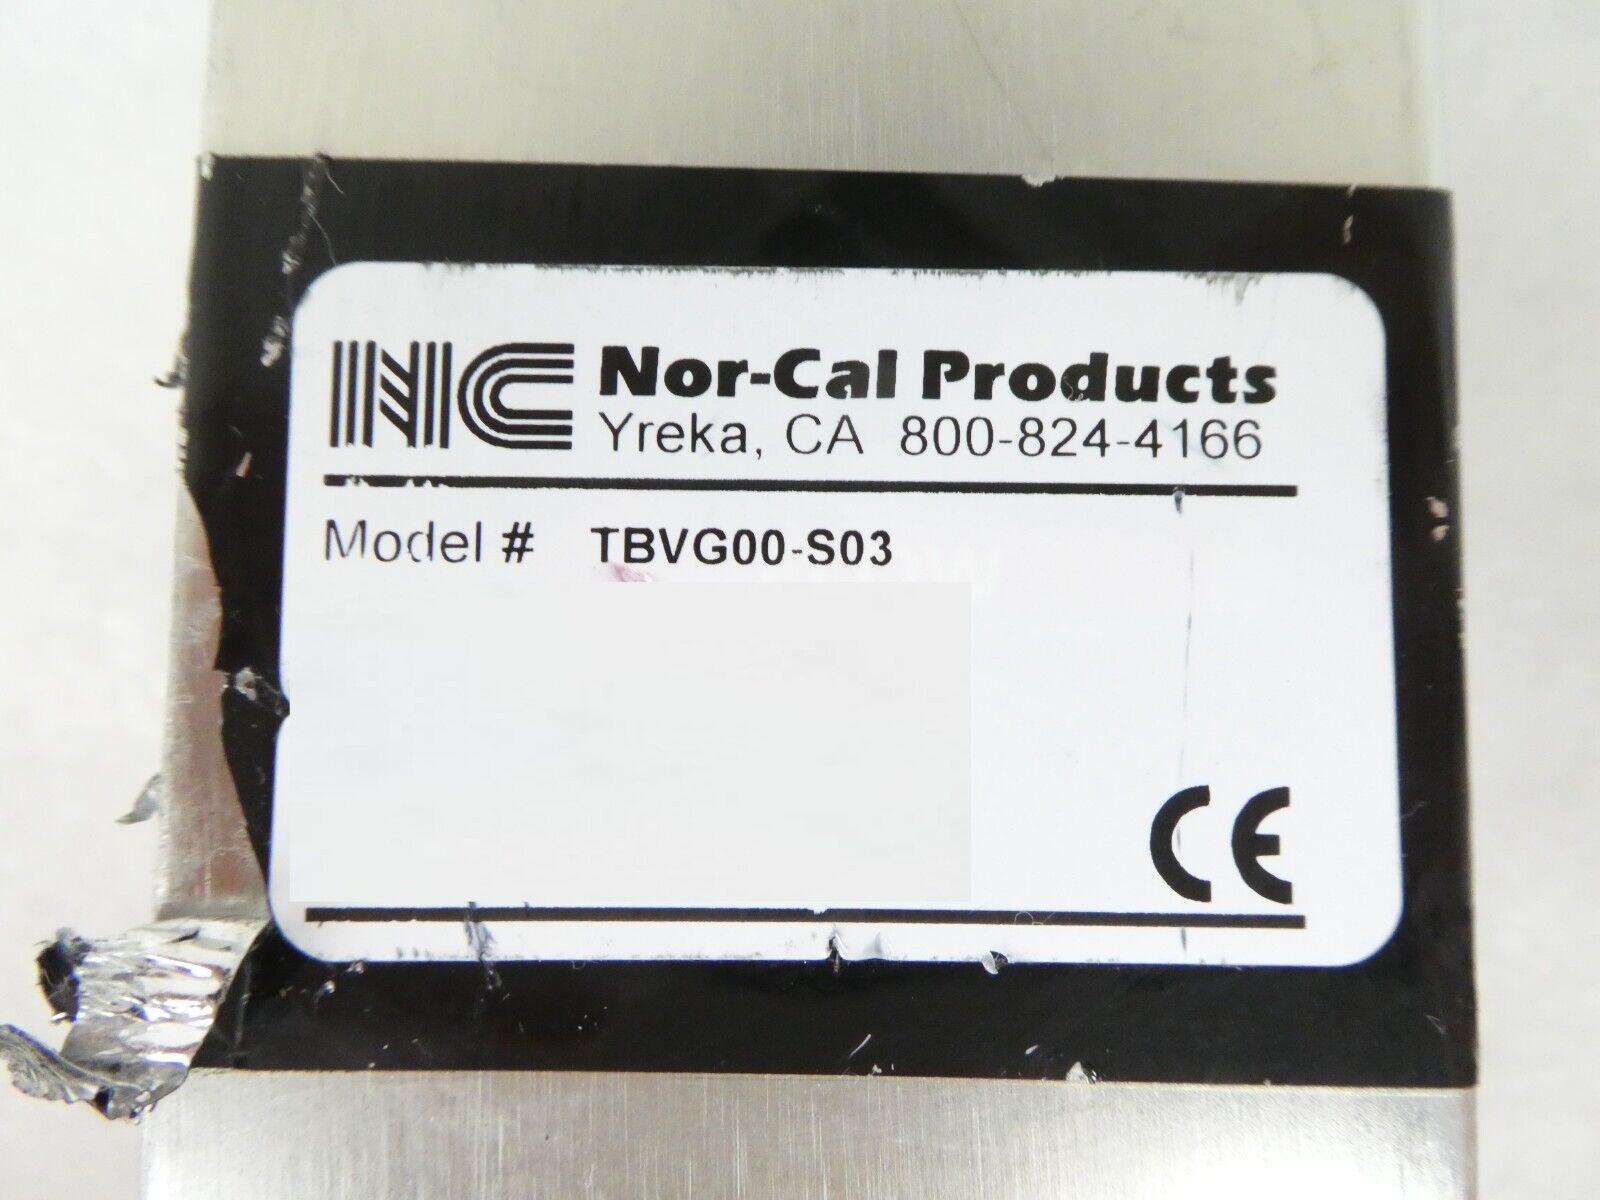 NC Nor-Cal Products
Yreka, CA 800-824-4166
Model # TBVG00-S03
CE